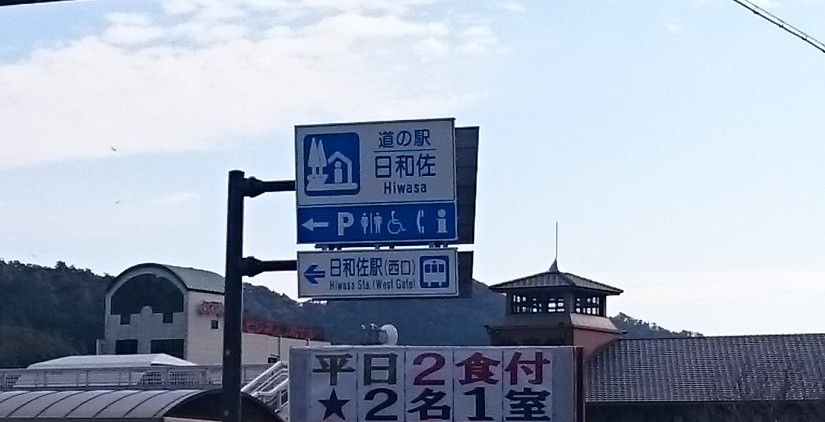 道の駅
日和佐
Hiwasa
P
日和佐駅(西口)
Hiwasa Sta.(West Gate)
平日2食付
★2名1室